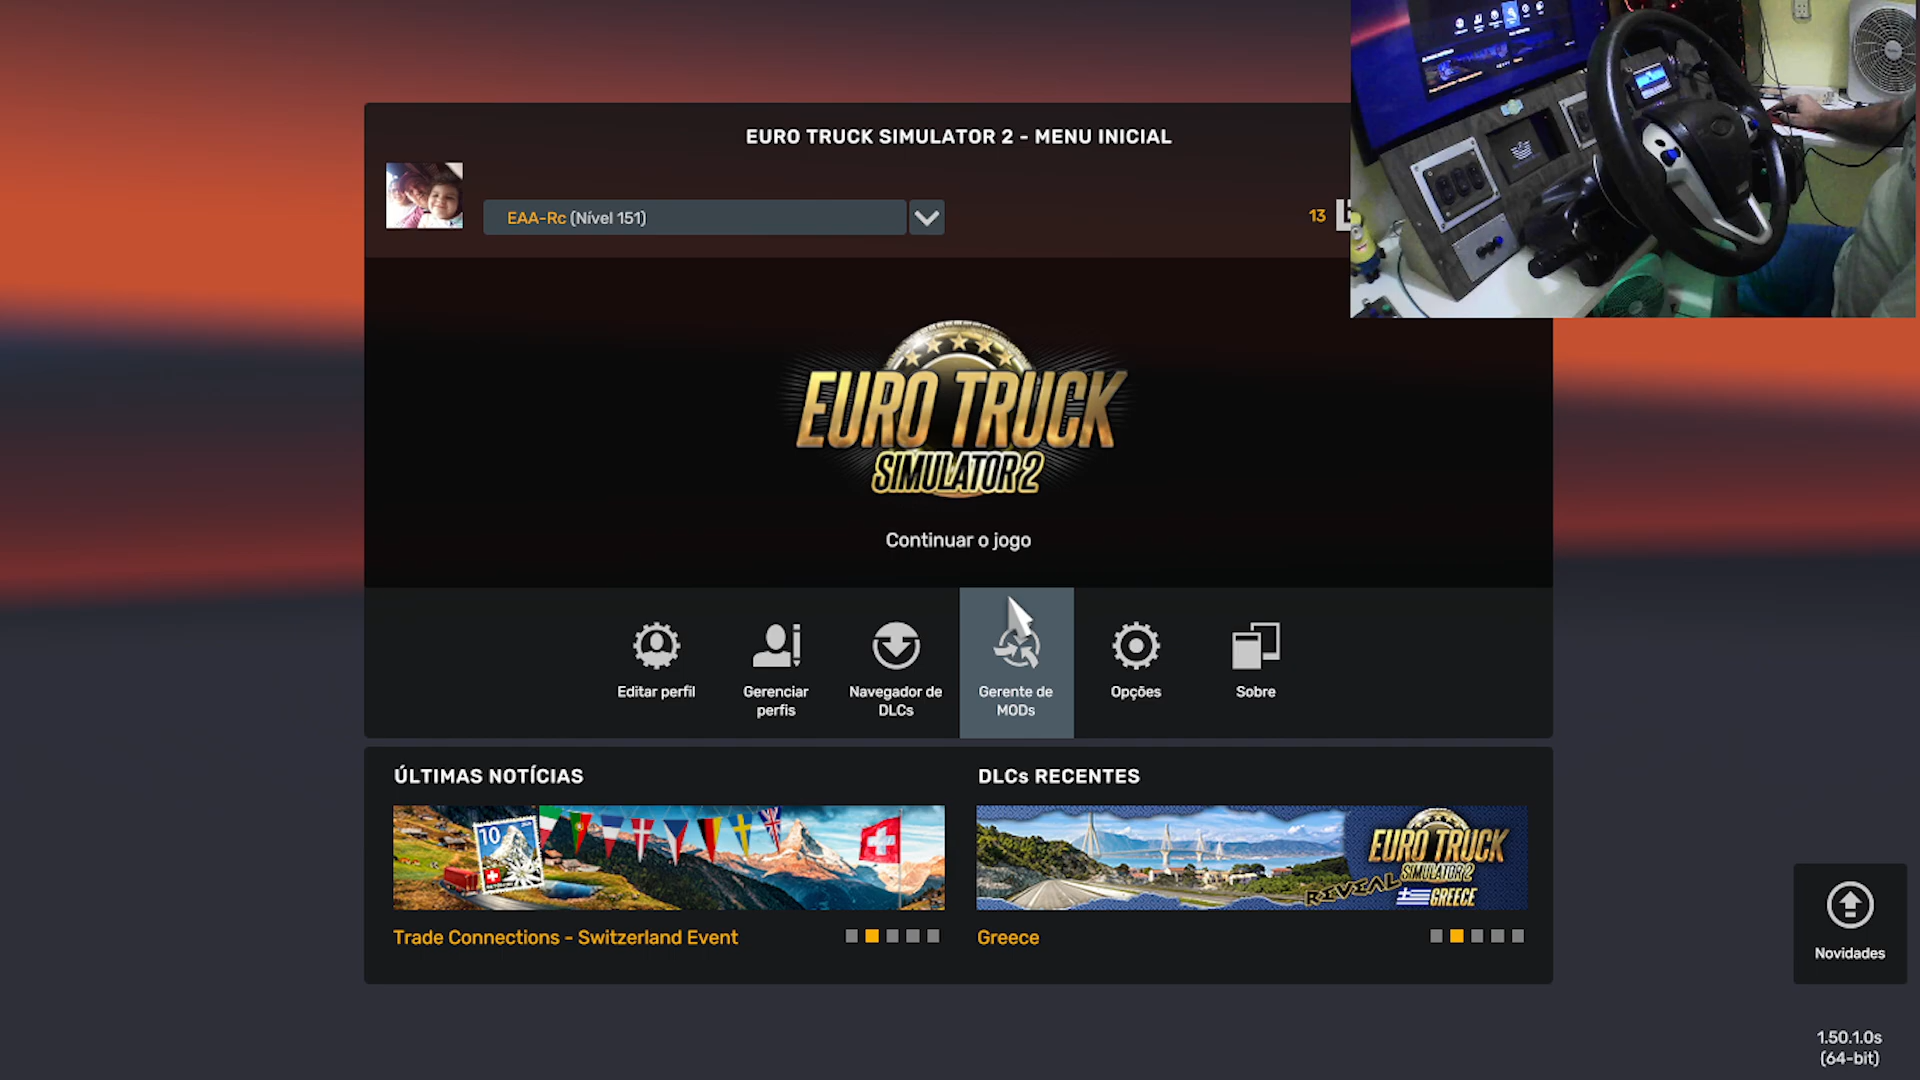 EURO TRUCK SIMULATOR 2 - MENU INICIAL
EAA-Rc (Nível 151)
13
EURO TRUCK
SIMULATOR 2
Continuar o jogo
Editar perfil
Gerenciar
perfis
Navegador de
DLCs
Gerente de
MODs
Opções
Sobre
ÚLTIMAS NOTÍCIAS
10
Trade Connections - Switzerland Event
DLCs RECENTES
EURO TRUCK
SIMULATOR 2
REVEAL
GREECE
Greece
Novidades
1.50.1.0s
(64-bit)